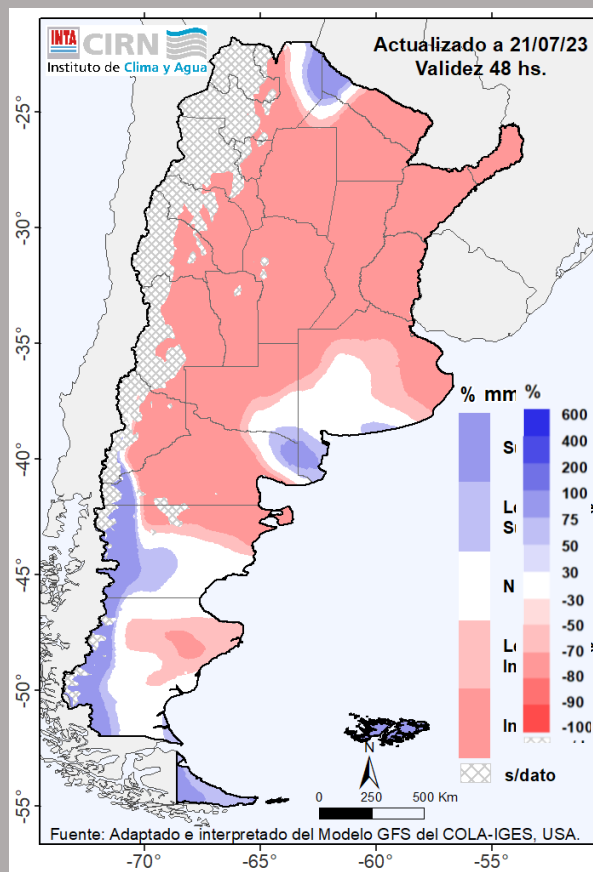 INTA CIRN
Instituto de Clima y Agua
Actualizado a 21/07/23
Validez 48 hs.
-25°
-30°
-35°
-40°
-45°
-50°
-55°
% mm
%
600
400
200
100
75
50
30
-30
-50
-70
-80
-90
-100
s/dato
N
0 250 500 Km
Fuente: Adaptado e interpretado del Modelo GFS del COLA-IGES, USA.
-70° -65° -60° -55°